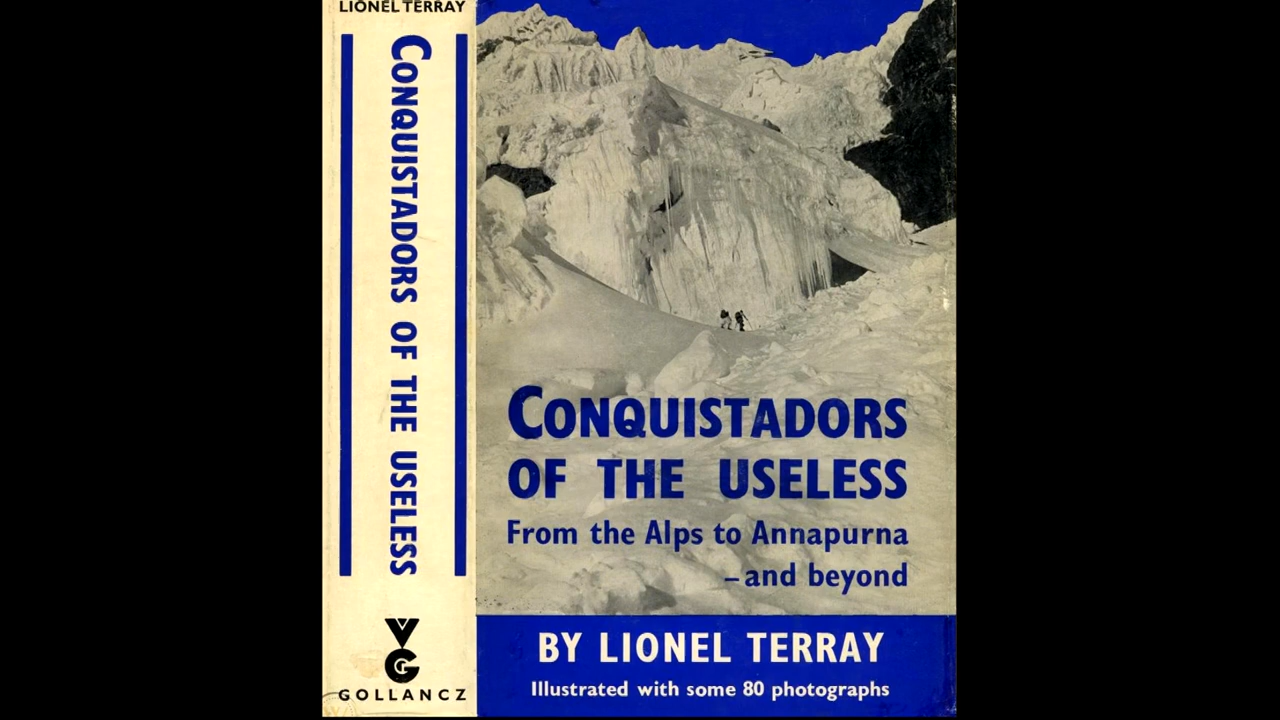 LIONEL TERRAY
CONQUISTADORS OF THE USELESS
VG
GOLLANCZ
CONQUISTADORS
OF THE USELESS
From the Alps to Annapurna
–and beyond
BY LIONEL TERRAY
Illustrated with some 80 photographs